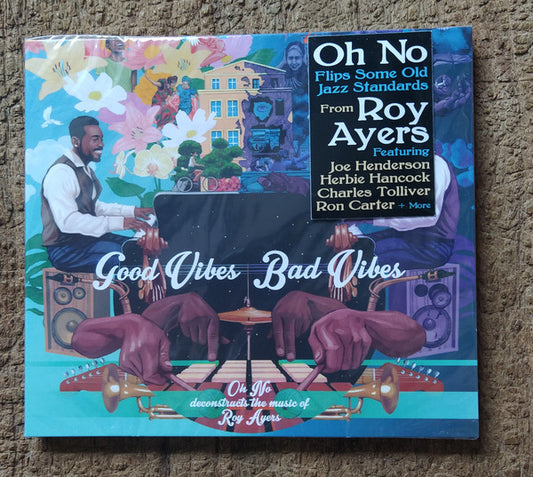 Oh No
Flips Some Old
Jazz Standards
From Roy
Ayers
Featuring
Joe Henderson
Herbie Hancock
Charles Tolliver
Ron Carter + More
Good Vibes Bad Vibes
Oh No
deconstructs the music of
Roy Ayers